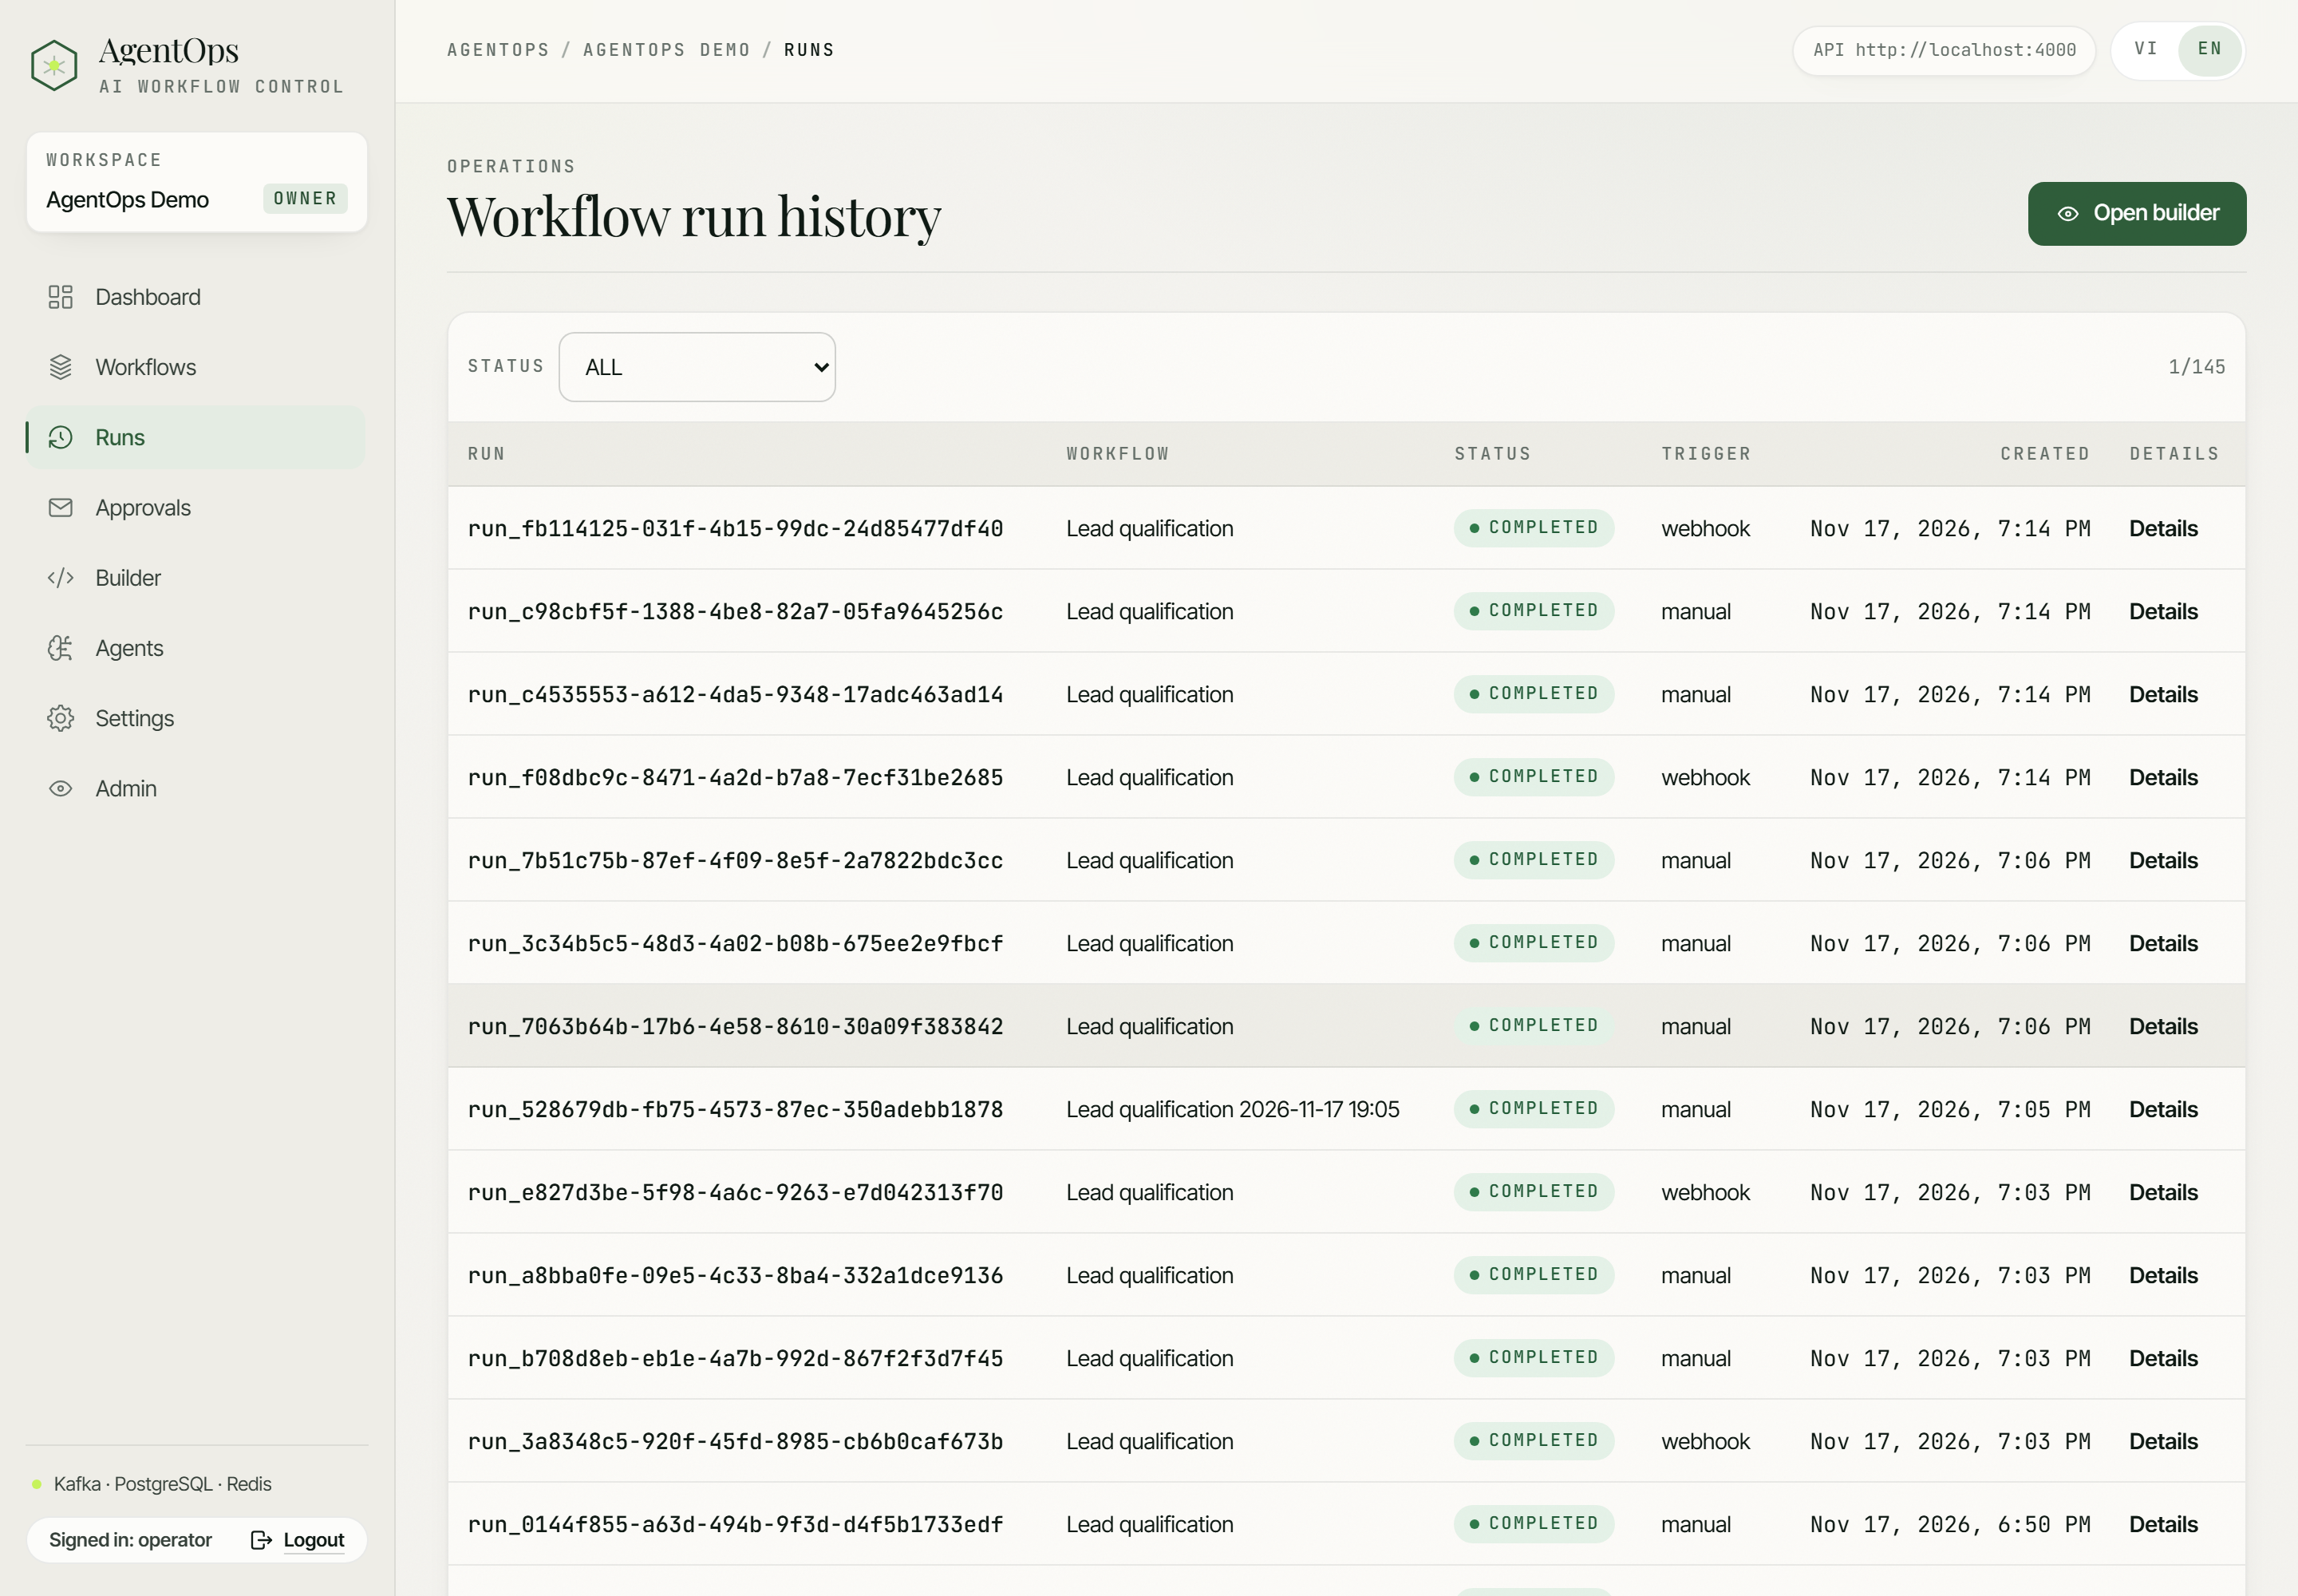 AgentOps
AI WORKFLOW CONTROL
WORKSPACE
AgentOps Demo OWNER
Dashboard
Workflows
Runs
Approvals
Builder
Agents
Settings
Admin
Kafka · PostgreSQL · Redis
Signed in: operator Logout
AGENTOPS / AGENTOPS DEMO / RUNS
API http://localhost:4000 VI EN
OPERATIONS
Workflow run history
Open builder
STATUS ALL 1/145
RUN WORKFLOW STATUS TRIGGER CREATED DETAILS
run_fb114125-031f-4b15-99dc-24d85477df40 Lead qualification COMPLETED webhook Nov 17, 2026, 7:14 PM Details
run_c98cbf5f-1388-4be8-82a7-05fa9645256c Lead qualification COMPLETED manual Nov 17, 2026, 7:14 PM Details
run_c4535553-a612-4da5-9348-17adc463ad14 Lead qualification COMPLETED manual Nov 17, 2026, 7:14 PM Details
run_f08dbc9c-8471-4a2d-b7a8-7ecf31be2685 Lead qualification COMPLETED webhook Nov 17, 2026, 7:14 PM Details
run_7b51c75b-87ef-4f09-8e5f-2a7822bdc3cc Lead qualification COMPLETED manual Nov 17, 2026, 7:06 PM Details
run_3c34b5c5-48d3-4a02-b08b-675ee2e9fbcf Lead qualification COMPLETED manual Nov 17, 2026, 7:06 PM Details
run_7063b64b-17b6-4e58-8610-30a09f383842 Lead qualification COMPLETED manual Nov 17, 2026, 7:06 PM Details
run_528679db-fb75-4573-87ec-350adebb1878 Lead qualification 2026-11-17 19:05 COMPLETED manual Nov 17, 2026, 7:05 PM Details
run_e827d3be-5f98-4a6c-9263-e7d042313f70 Lead qualification COMPLETED webhook Nov 17, 2026, 7:03 PM Details
run_a8bba0fe-09e5-4c33-8ba4-332a1dce9136 Lead qualification COMPLETED manual Nov 17, 2026, 7:03 PM Details
run_b708d8eb-eb1e-4a7b-992d-867f2f3d7f45 Lead qualification COMPLETED manual Nov 17, 2026, 7:03 PM Details
run_3a8348c5-920f-45fd-8985-cb6b0caf673b Lead qualification COMPLETED webhook Nov 17, 2026, 7:03 PM Details
run_0144f855-a63d-494b-9f3d-d4f5b1733edf Lead qualification COMPLETED manual Nov 17, 2026, 6:50 PM Details